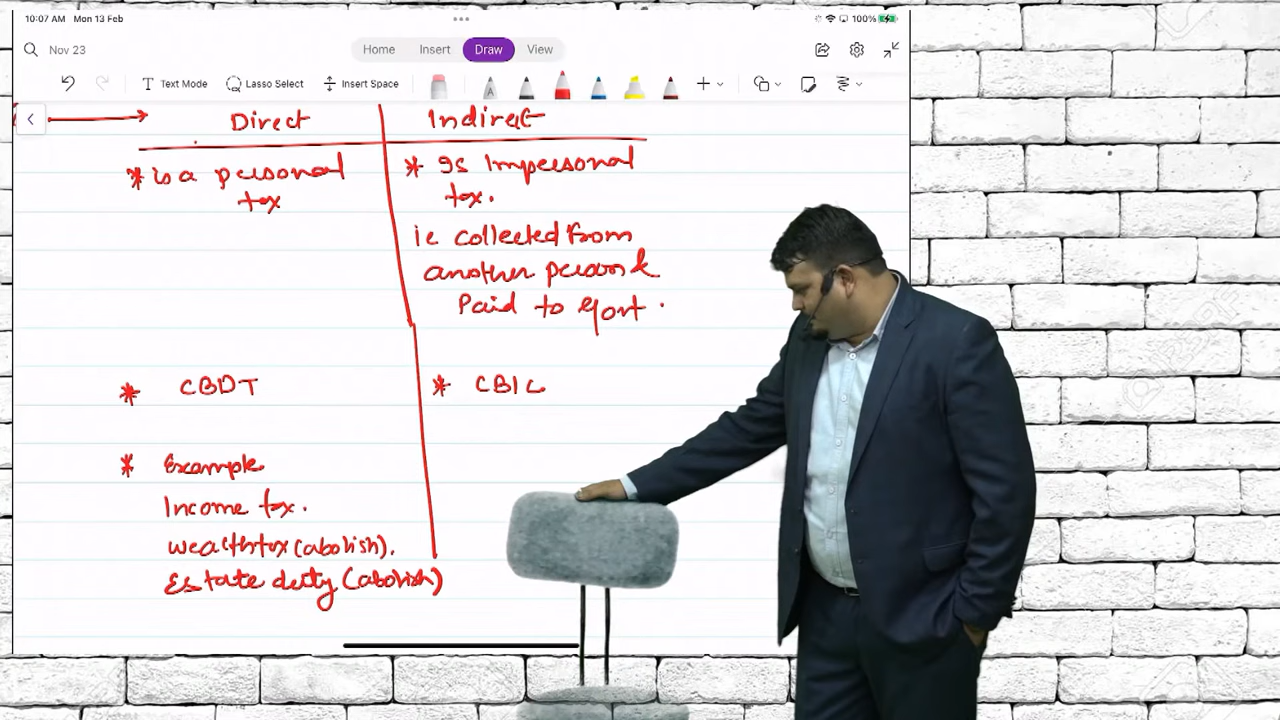 10:07 AM Mon 13 Feb
100%
Nov 23
Home Insert Draw View
Text Mode Lasso Select Insert Space
Direct Indirect
* is a personal
tax
* Is Impersonal
tax.
ie collected from
another person &
Paid to Govt.
* CBDT * CBIC
* Example
Income tax.
wealthtax (abolish).
Estate duty (abolish)